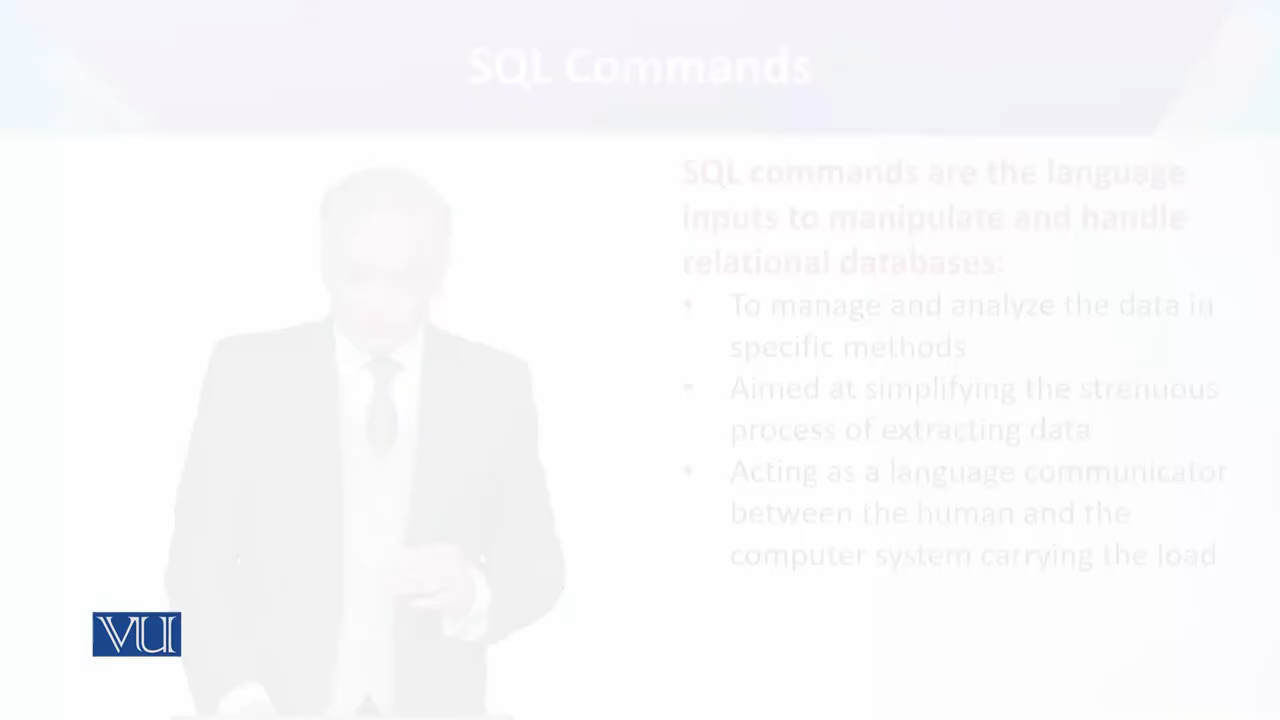 SQL Commands
SQL commands are the language
inputs to manipulate and handle
relational databases:
• To manage and analyze the data in
specific methods
• Aimed at simplifying the strenuous
process of extracting data
• Acting as a language communicator
between the human and the
computer system carrying the load
VU